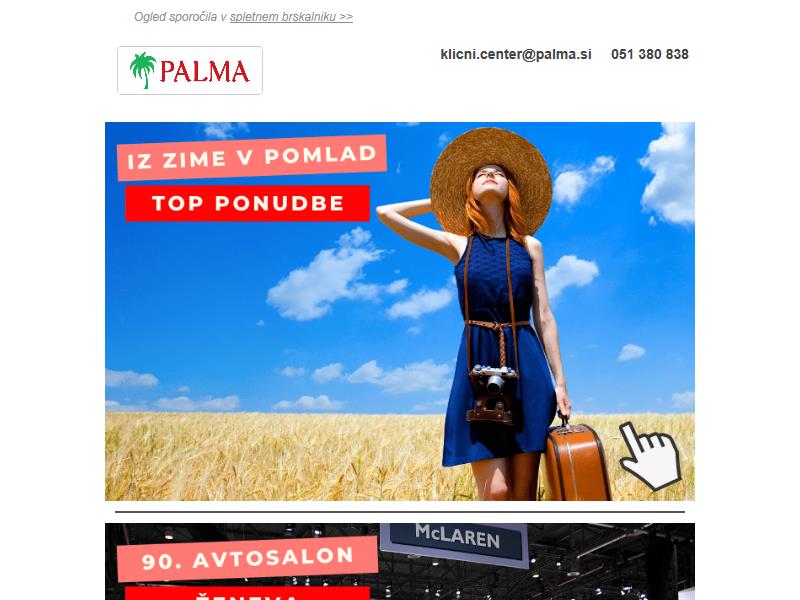 Ogled sporočila v spletnem brskalniku >>
klicni.center@palma.si 051 380 838
PALMA
IZ ZIME V POMLAD
TOP PONUDBE
McLAREN
90. AVTOSALON
ŽENEVA